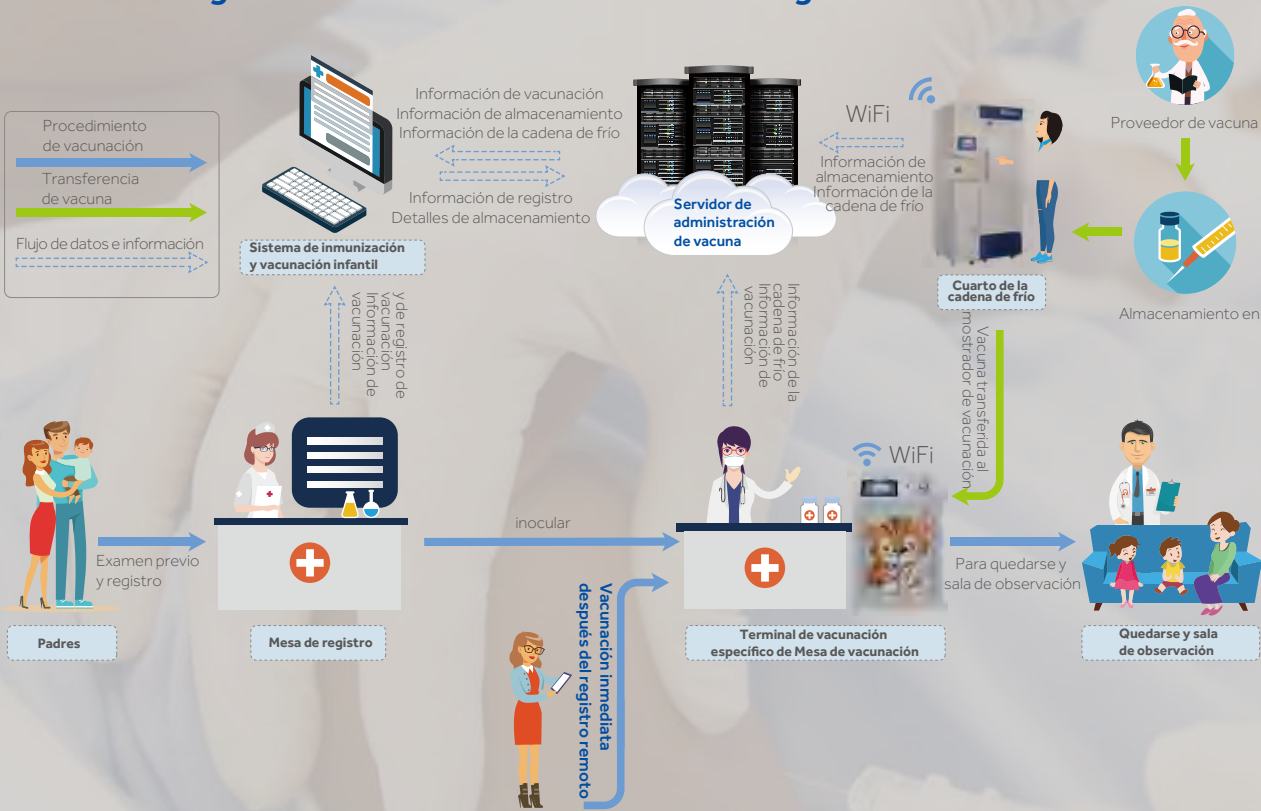 Procedimiento
de vacunación
Transferencia
de vacuna
Flujo de datos e información
Sistema de inmunización
y vacunación infantil
Información de vacunación
Información de almacenamiento
Información de la cadena de frío
Información de registro
Detalles de almacenamiento
Servidor de
administración
de vacuna
WiFi
Información de
almacenamiento
Información de la
cadena de frío
Proveedor de vacuna
Cuarto de la
cadena de frío
Almacenamiento en
y de registro de
vacunación
Información de
vacunación
Información de la
cadena de frío
Información de
vacunación
Vacuna transferida al
mostrador de vacunación
WiFi
Examen previo
y registro
inocular
Para quedarse y
sala de observación
Padres
Mesa de registro
Vacunación inmediata
después del registro remoto
Terminal de vacunación
específico de Mesa de vacunación
Quedarse y sala
de observación